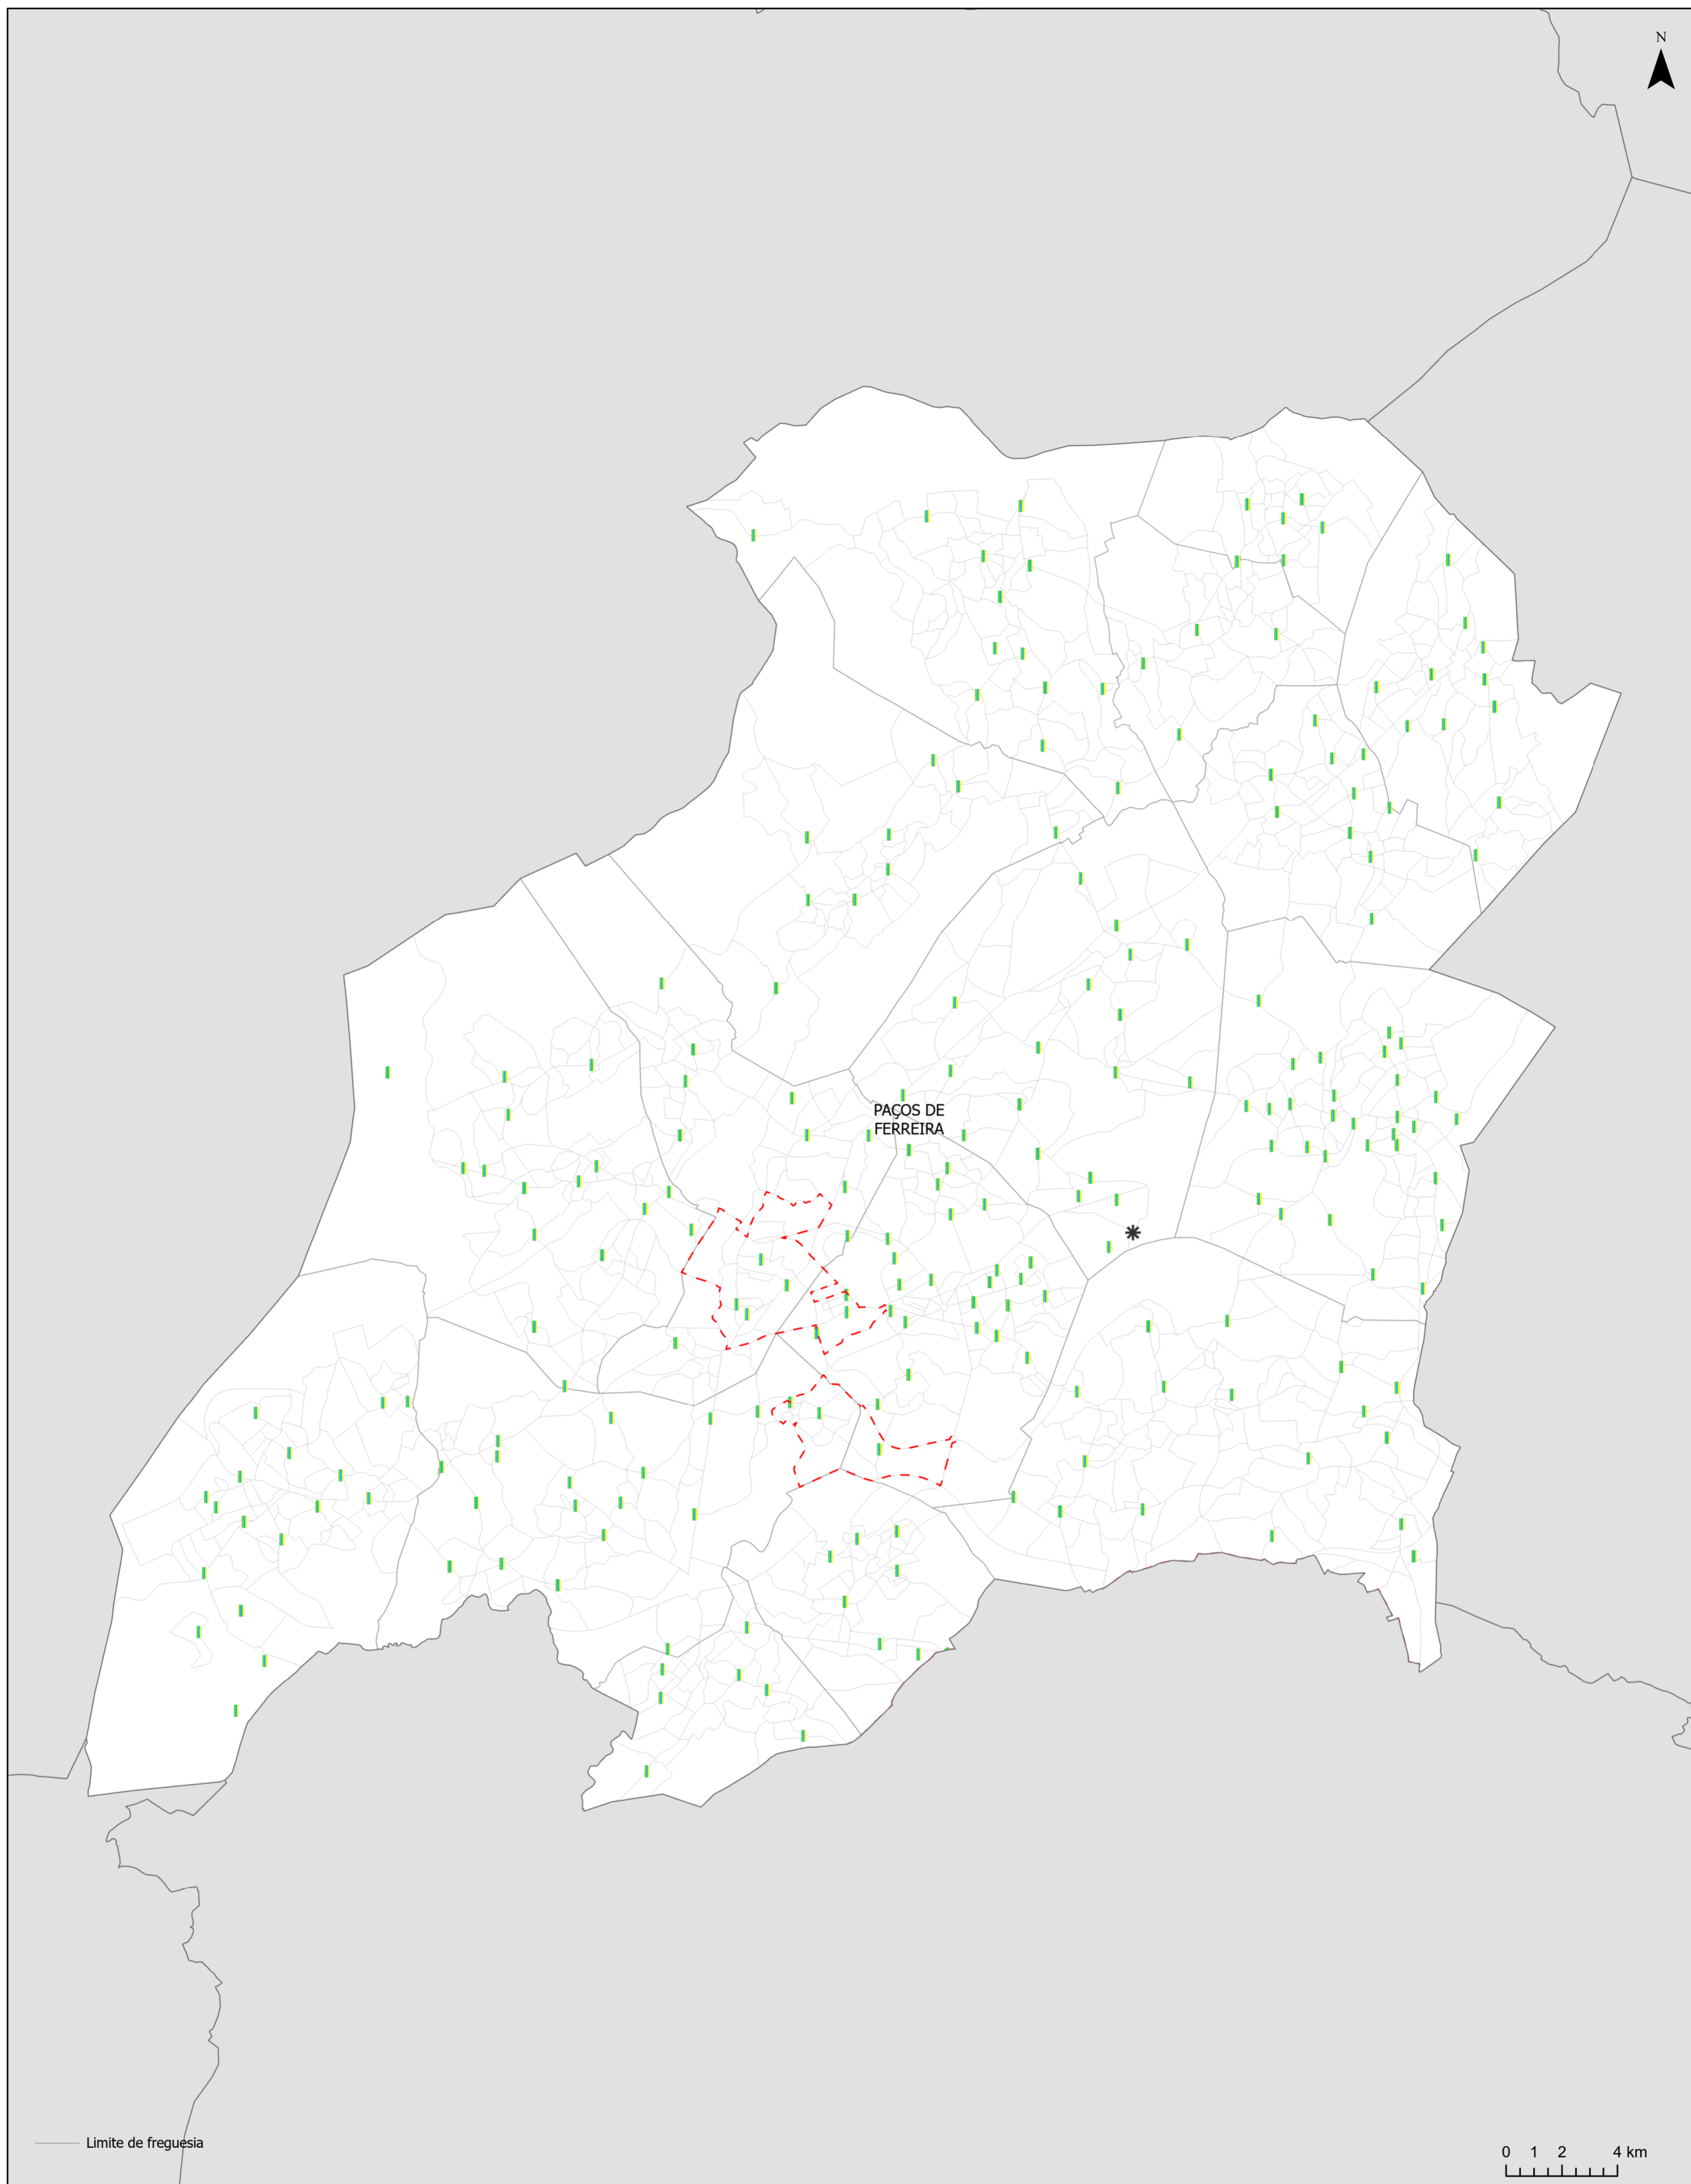 N
PAÇOS DE
FERREIRA
Limite de freguesia
0 1 2 4 km